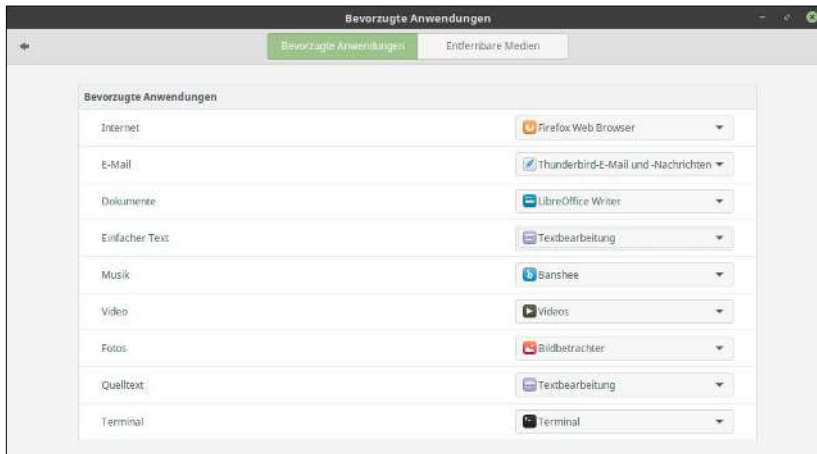 Bevorzugte Anwendungen
Bevorzugte Anwendungen Entfernbare Medien
Bevorzugte Anwendungen
Internet Firefox Web Browser
E-Mail Thunderbird-E-Mail und -Nachrichten
Dokumente LibreOffice Writer
Einfacher Text Textbearbeitung
Musik Banshee
Video Videos
Fotos Bildbetrachter
Quelltext Textbearbeitung
Terminal Terminal